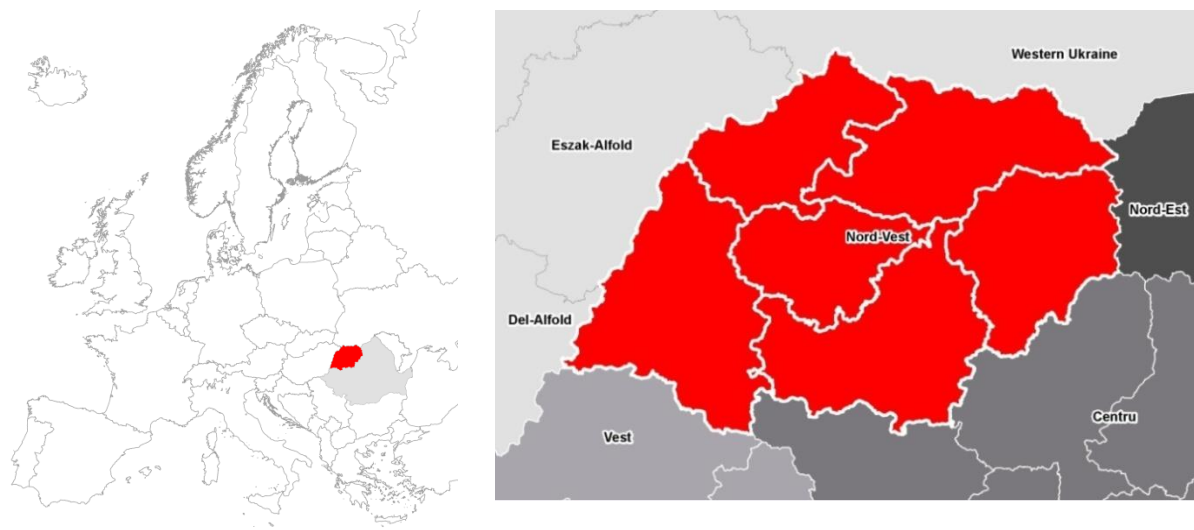 Western Ukraine
Eszak-Alfold
Nord-Est
Nord-Vest
Del-Alfold
Centru
Vest